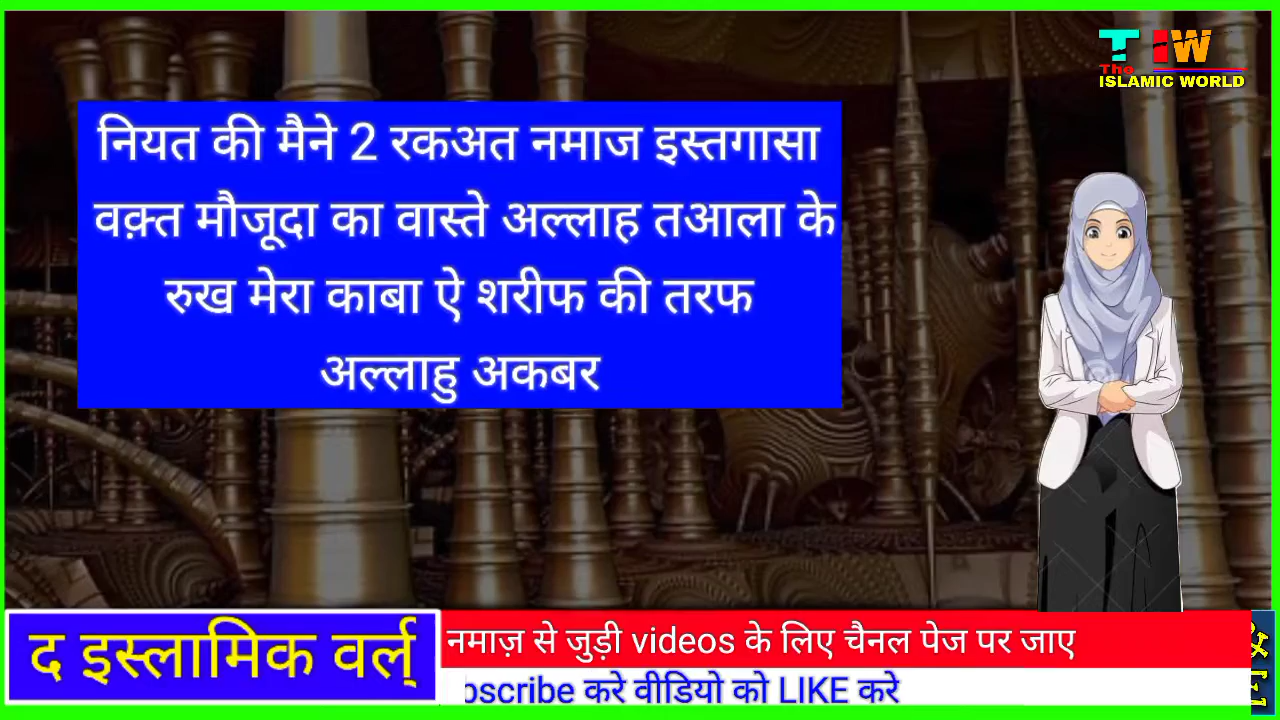 T IW
The
ISLAMIC WORLD
नियत की मैने 2 रकअत नमाज इस्तगासा
वक़्त मौजूदा का वास्ते अल्लाह तआला के
रुख मेरा काबा ऐ शरीफ की तरफ
अल्लाहु अकबर
द इस्लामिक वर्ल्
नमाज़ से जुड़ी videos के लिए चैनल पेज पर जाए
करे वीडियो को LIKE करे